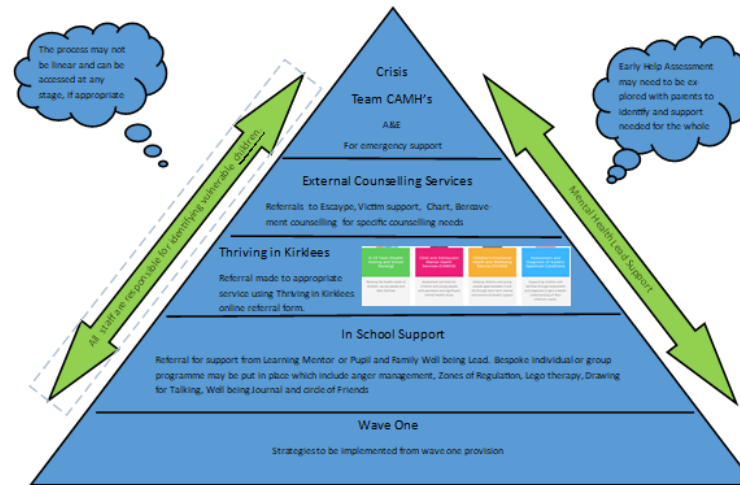 The process may not
be linear and can be
accessed at any
stage, if appropriate
Early Help Assessment
may need to be ex-
plored with parents to
identify and support
needed for the whole
All staff are responsible for identifying vulnerable children.
Mental Health Lead Support
Crisis
Team CAMH's
A&E
For emergency support
External Counselling Services
Referrals to Escaype, Victim support, Chart, Bereave-
ment counselling for specific counselling needs
Thriving in Kirklees
Referral made to appropriate
service using Thriving in Kirklees
online referral form.
In School Support
Referral for support from Learning Mentor or Pupil and Family Well being Lead. Bespoke individual or group
programme may be put in place which include anger management, Zones of Regulation, Lego therapy, Drawing
for Talking, Well being Journal and circle of Friends
Wave One
Strategies to be implemented from wave one provision